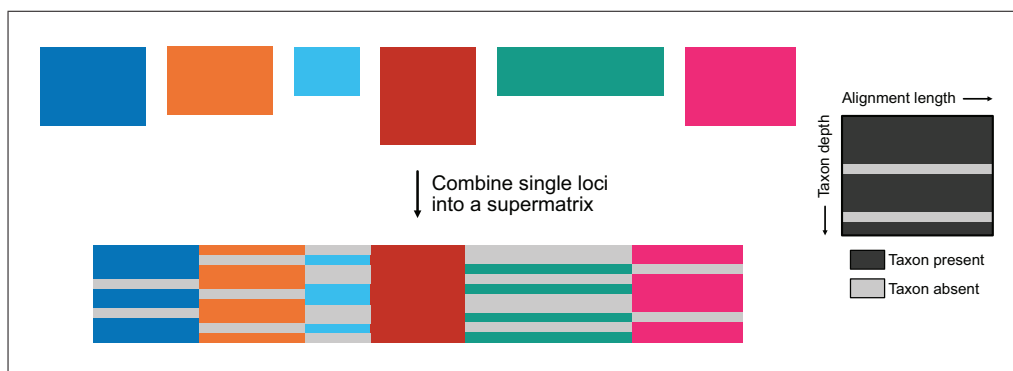 Alignment length
Taxon depth
Combine single loci
into a supermatrix
Taxon present
Taxon absent